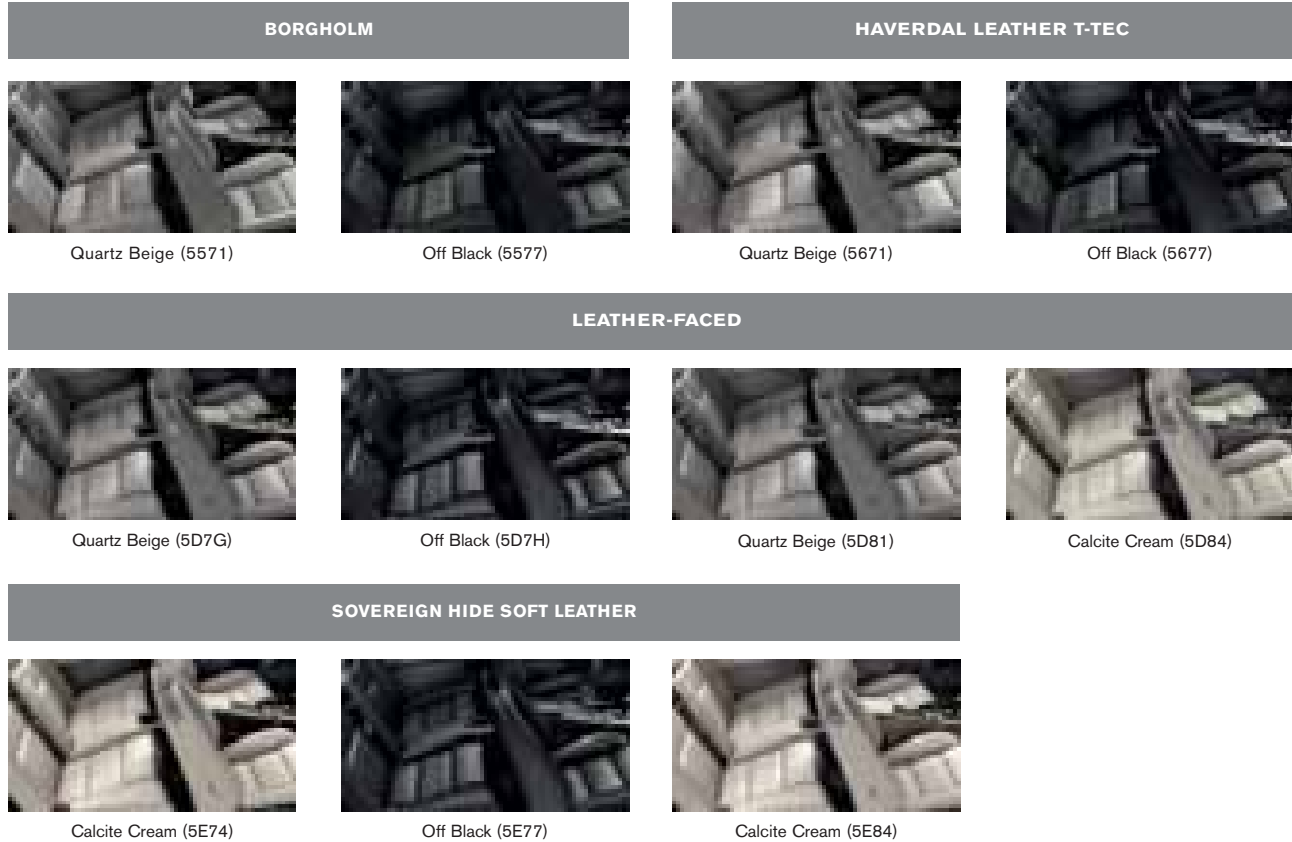 BORGHOLM
HAVERDAL LEATHER T-TEC
Quartz Beige (5571)
Off Black (5577)
Quartz Beige (5671)
Off Black (5677)
LEATHER-FACED
Quartz Beige (5D7G)
Off Black (5D7H)
Quartz Beige (5D81)
Calcite Cream (5D84)
SOVEREIGN HIDE SOFT LEATHER
Calcite Cream (5E74)
Off Black (5E77)
Calcite Cream (5E84)